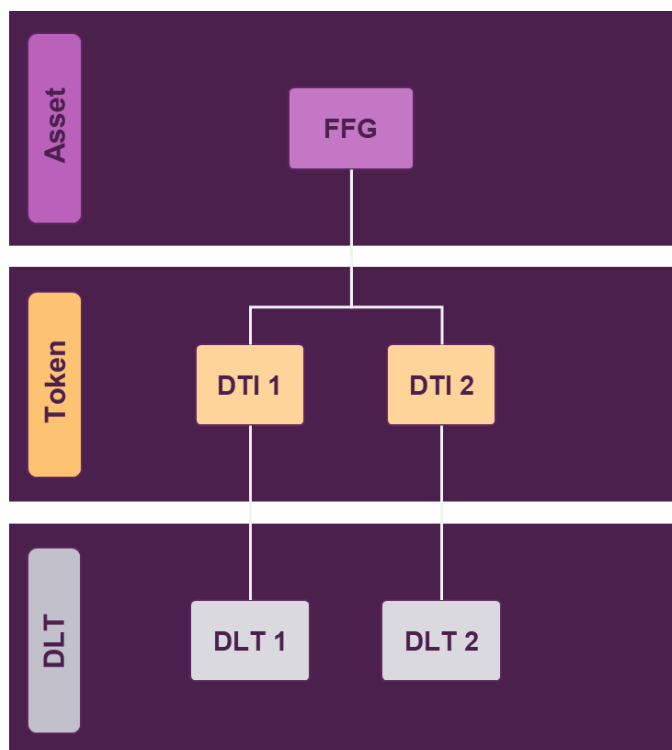 Asset
FFG
Token
DTI 1
DTI 2
DLT
DLT 1
DLT 2